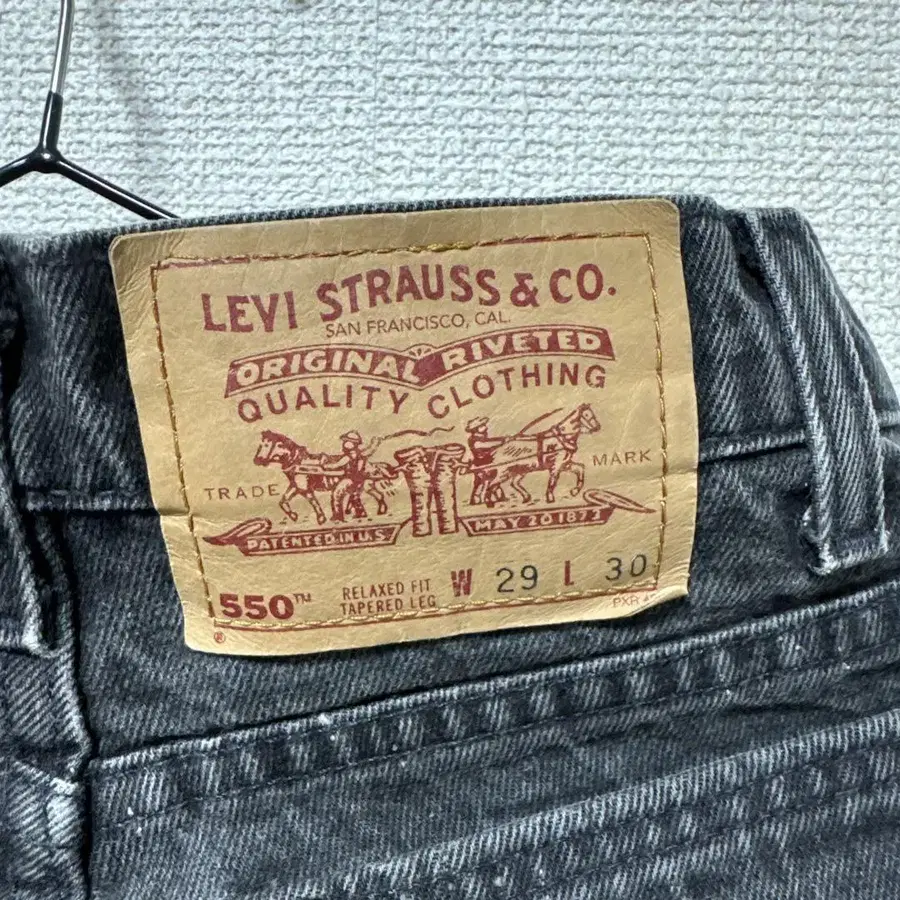 LEVI STRAUSS & CO.
SAN FRANCISCO, CAL.
ORIGINAL RIVETED
QUALITY CLOTHING
TRADE MARK
PATENTED IN U.S. MAY 20 1873
550™ RELAXED FIT W 29 L 30
TAPERED LEG
®